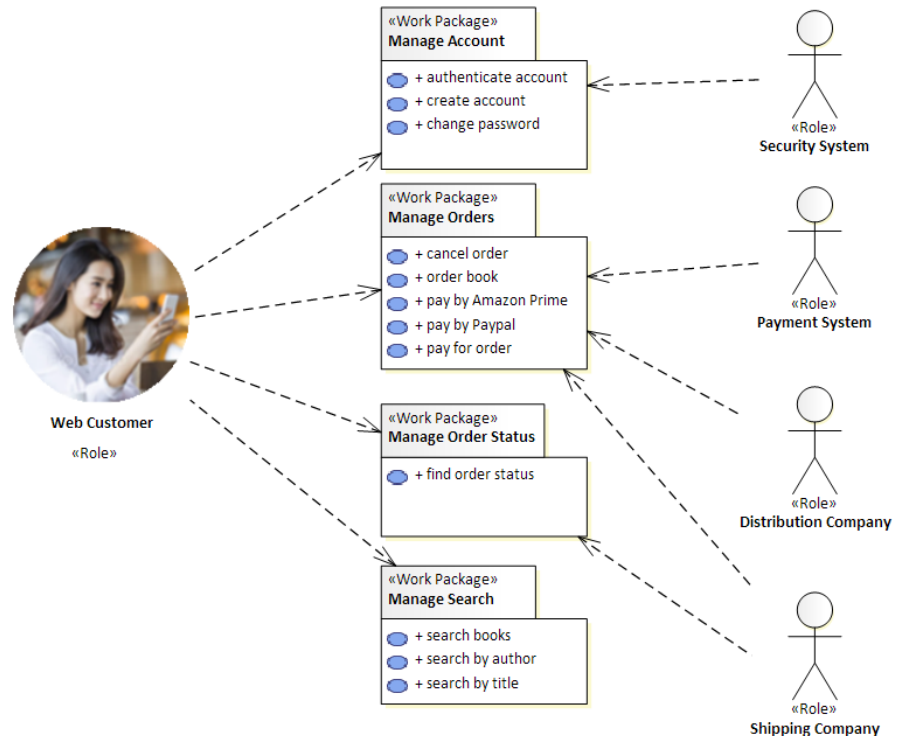 «Work Package»
Manage Account
+ authenticate account
+ create account
+ change password
«Role»
Security System
«Work Package»
Manage Orders
+ cancel order
+ order book
+ pay by Amazon Prime
+ pay by Paypal
+ pay for order
«Role»
Payment System
Web Customer
«Role»
«Work Package»
Manage Order Status
+ find order status
«Role»
Distribution Company
«Work Package»
Manage Search
+ search books
+ search by author
+ search by title
«Role»
Shipping Company